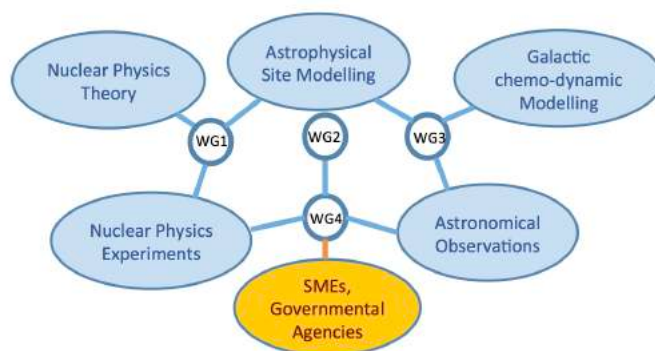 Nuclear Physics
Theory
Astrophysical
Site Modelling
Galactic
chemo-dynamic
Modelling
WG1
WG2
WG3
Nuclear Physics
Experiments
WG4
Astronomical
Observations
SMEs,
Governmental
Agencies